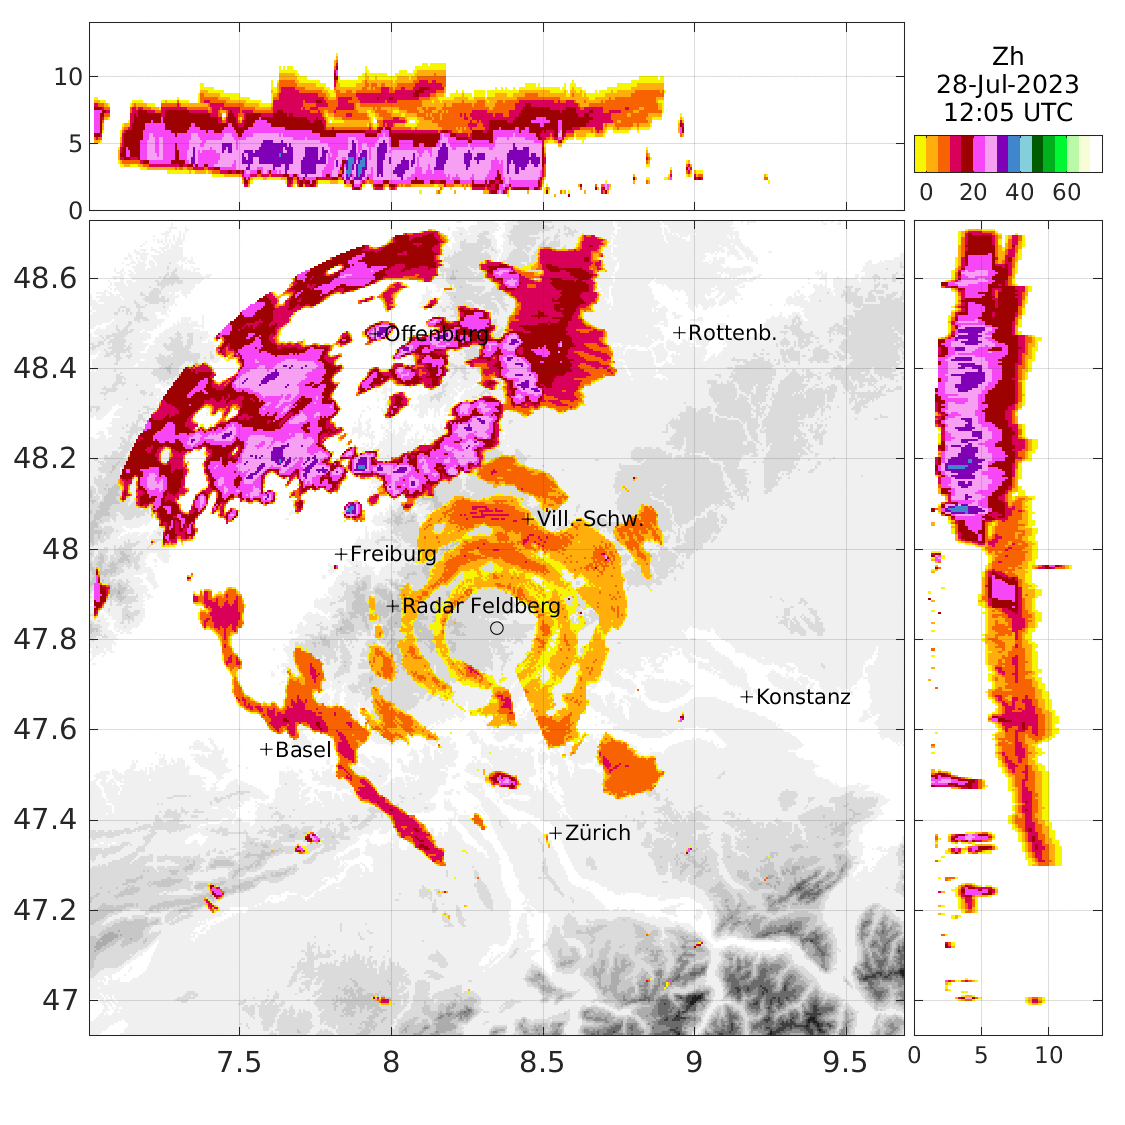 Zh
28-Jul-2023
12:05 UTC
0 20 40 60
10
5
0
48.6
48.4
48.2
48
47.8
47.6
47.4
47.2
47
+Offenburg
+Rottenb.
+Vill.-Schw.
+Freiburg
+Radar Feldberg
+Konstanz
+Basel
+Zürich
7.5 8 8.5 9 9.5
0 5 10